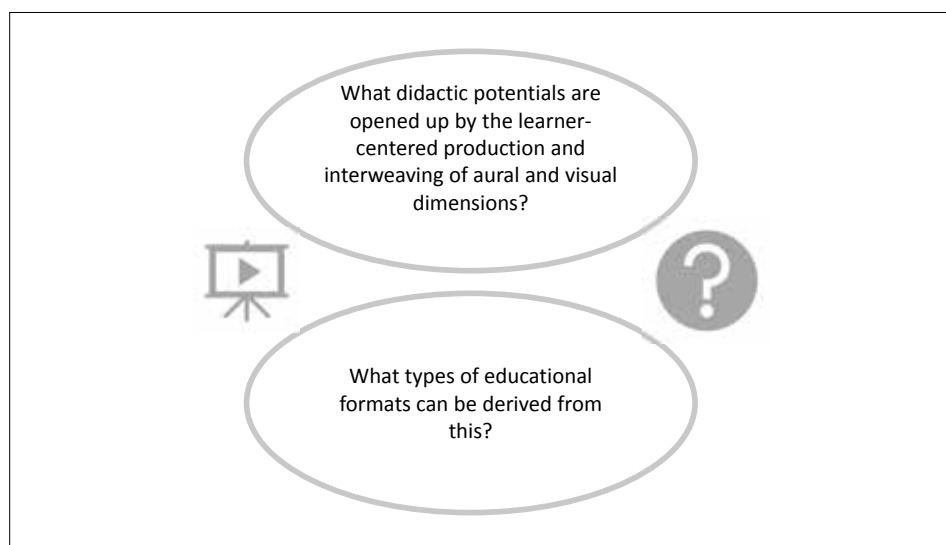 What didactic potentials are
opened up by the learner-
centered production and
interweaving of aural and visual
dimensions?
What types of educational
formats can be derived from
this?